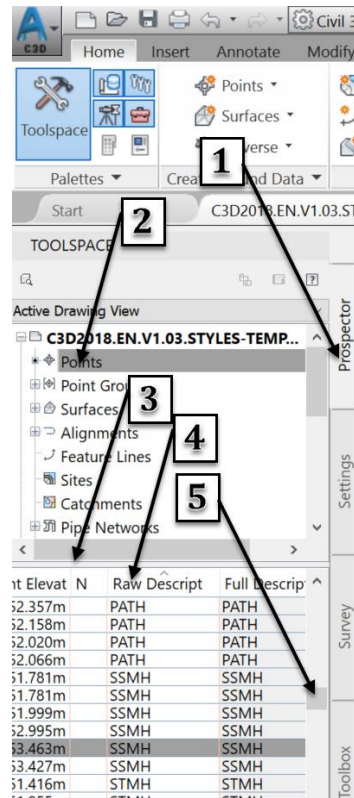 C3D
Civil 3
Home Insert Annotate Modify
Toolspace
Points
Surfaces
Palettes
Start
C3D2018.EN.V1.03.ST
TOOLSPACE
Active Drawing View
C3D2018.EN.V1.03.STYLES-TEMP...
Points
Point Grou
Surfaces
Alignments
Feature Lines
Sites
Catchments
Pipe Networks
nt Elevat N Raw Descript Full Descrip
52.357m PATH PATH
52.158m PATH PATH
52.020m PATH PATH
52.066m PATH PATH
51.781m SSMH SSMH
51.781m SSMH SSMH
51.999m SSMH SSMH
52.995m SSMH SSMH
53.463m SSMH SSMH
53.427m SSMH SSMH
51.416m STMH STMH
Prospector
Settings
Survey
Toolbox
1
2
3
4
5